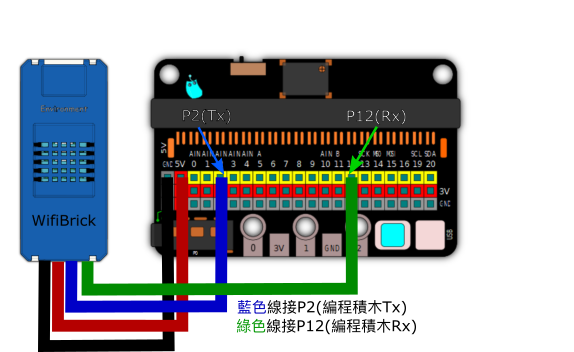 Environment
P2(Tx)
P12(Rx)
5V
AIN AIN AIN AIN AIN A
AIN B
SCK MISO MOSI
SCL SDA
GND 5V 0 1 2 3 4 5 6 7 8 9 10 11 12 13 14 15 16 19 20
3V
GND
WifiBrick
USB
0
3V
1
GND
2
藍色線接P2(編程積木Tx)
綠色線接P12(編程積木Rx)